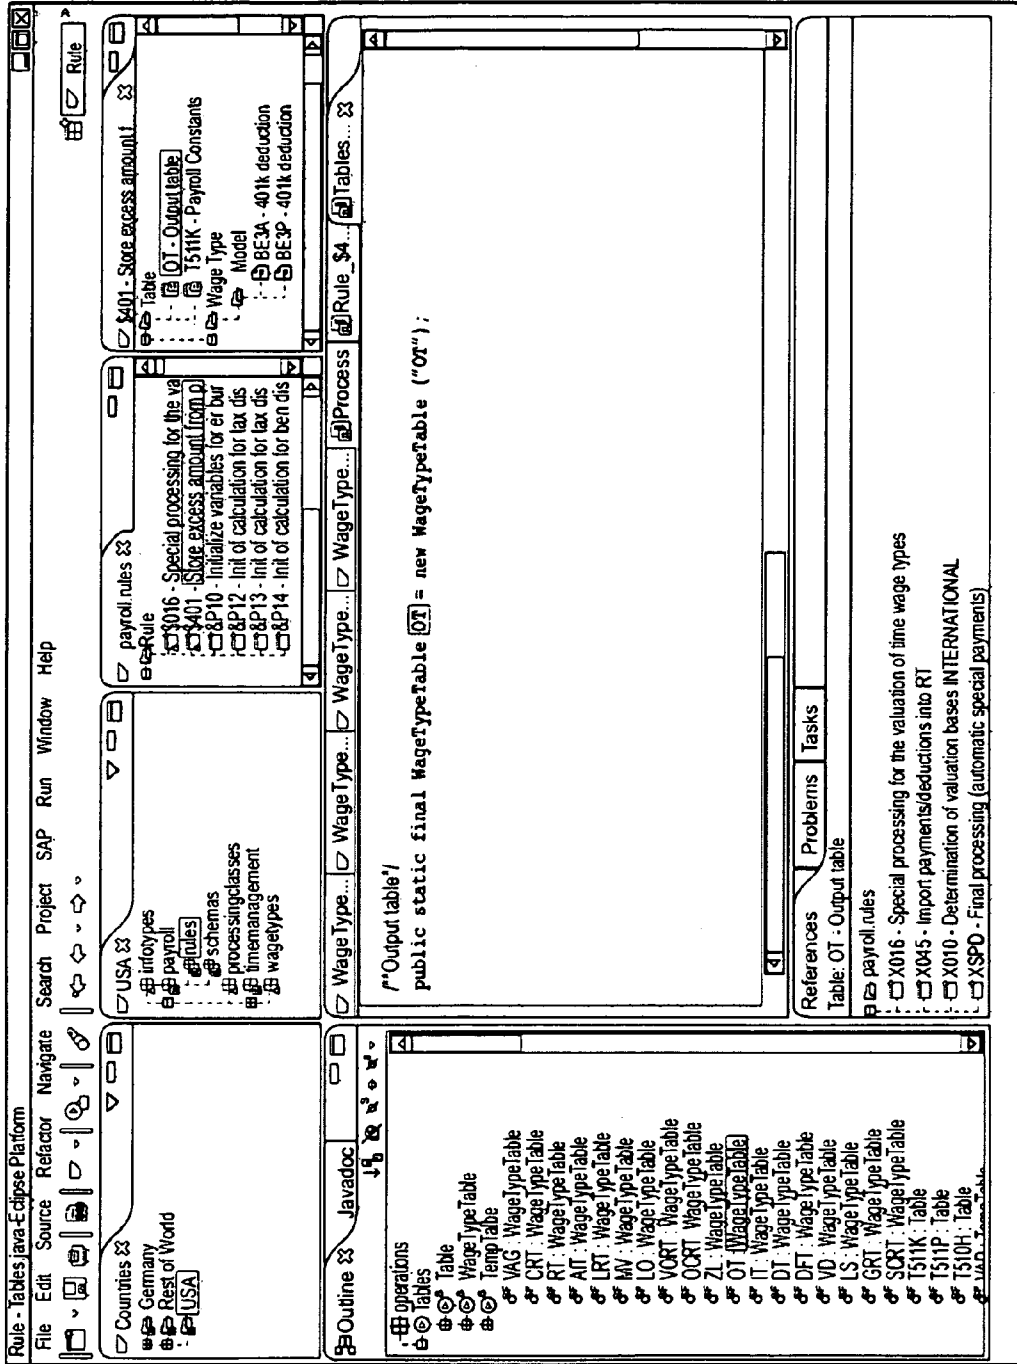 Rule - Tables.java-Eclipse Platform
File Edit Source Refactor Navigate Search Project SAP Run Window Help
Rule
Countries
Germany
Rest of World
USA
USA
infotypes
payroll
rules
schemas
processingclasses
timemanagement
wagetypes
payroll.rules
Rule
$016 - Special processing for the va
$401 - Store excess amount from p
&P10 - Initialize variables for er bur
&P12 - Init of calculation for tax dis
&P13 - Init of calculation for tax dis
&P14 - Init of calculation for ben dis
$401 - Store excess amount f
Table
OT - Output table
T511K - Payroll Constants
Wage Type
Model
BE3A - 401k deduction
BE3P - 401k deduction
Outline Javadoc
operations
Tables
Table
WageTypeTable
TempTalbe
VAG : WageTypeTable
CRT : WageTypeTable
RT : WageTypeTable
AIT : WageTypeTable
LRT : WageTypeTable
MV : WageTypeTable
LO : WageTypeTable
VORT : WageTypeTable
OCRT : WageTypeTable
ZL : WageTypeTable
OT : WageTypeTable
IT : WageTypeTable
DT : WageTypeTable
DFT : WageTypeTable
VD : WageTypeTable
LS : WageTypeTable
GRT : WageTypeTable
SCRT : WageTypeTable
T511K : Table
T511P : Table
T510H : Table
WageType... WageType... WageType... WageType... WageType... Process Rule_$4... Tables...
/**Output table*/
public static final WageTypeTable OT = new WageTypeTable ("OT");
References Problems Tasks
Table: OT : Output table
payroll.rules
X016 - Special processing for the valuation of time wage types
X045 - Import payments/deductions into RT
X010 - Determination of valuation bases INTERNATIONAL
XSPD - Final processing (automatic special payments)